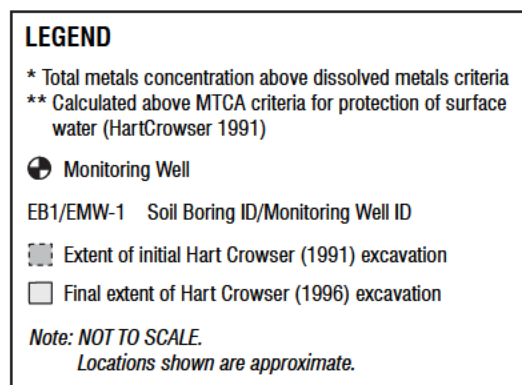 LEGEND
* Total metals concentration above dissolved metals criteria
** Calculated above MTCA criteria for protection of surface
water (HartCrowser 1991)
Monitoring Well
EB1/EMW-1 Soil Boring ID/Monitoring Well ID
Extent of initial Hart Crowser (1991) excavation
Final extent of Hart Crowser (1996) excavation
Note: NOT TO SCALE.
Locations shown are approximate.